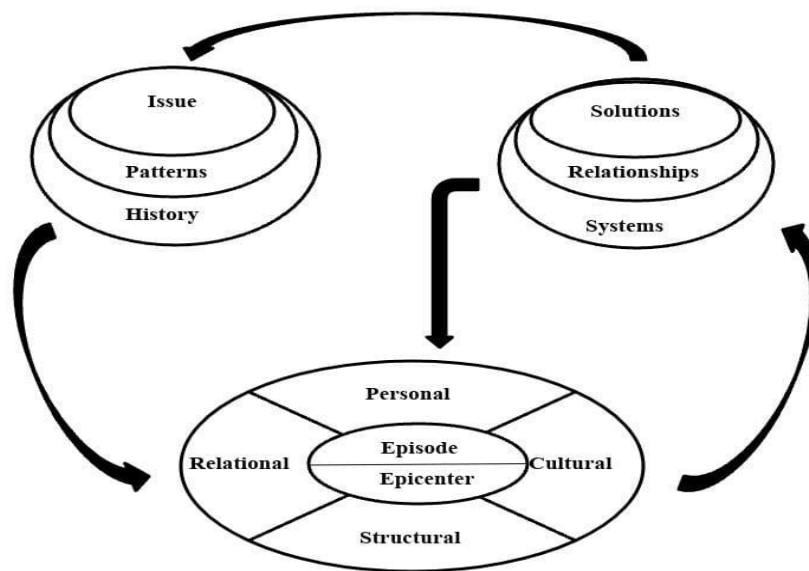 Issue
Patterns
History
Solutions
Relationships
Systems
Personal
Relational
Episode
Epicenter
Cultural
Structural